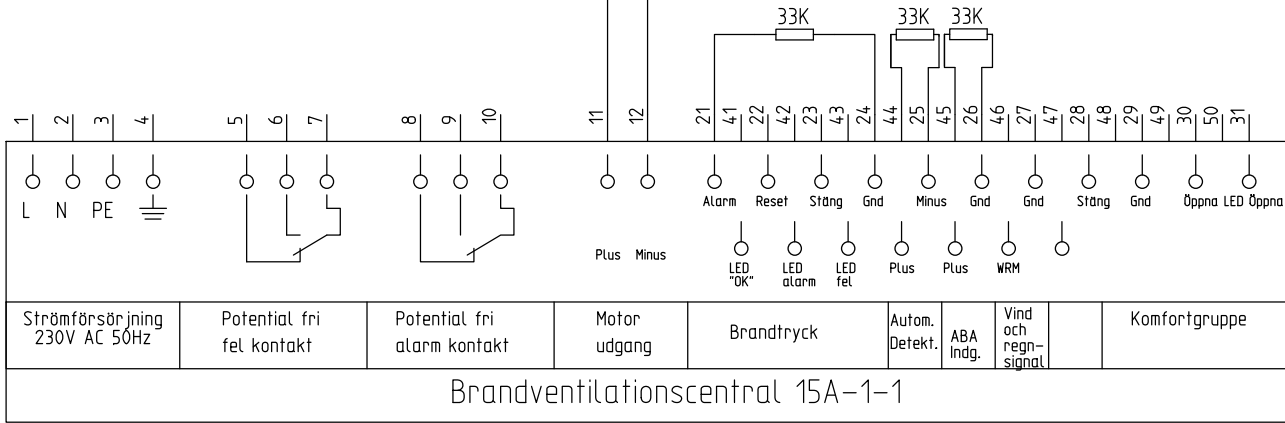 33K 33K 33K
1 2 3 4 5 6 7 8 9 10 11 12 21 41 22 42 23 43 24 44 25 45 26 46 27 47 28 48 29 49 30 50 31
L N PE
Alarm Reset Stäng Gnd Minus Gnd Gnd Stäng Gnd Öppna LED Öppna
Plus Minus
LED "OK"
LED alarm
LED fel
Plus
Plus
WRM
Strömförsörjning
230V AC 50Hz
Potential fri
fel kontakt
Potential fri
alarm kontakt
Motor
udgang
Brandtryck
Autom.
Detekt.
ABA
Indg.
Vind
och
regn-
signal
Komfortgruppe
Brandventilationscentral 15A-1-1